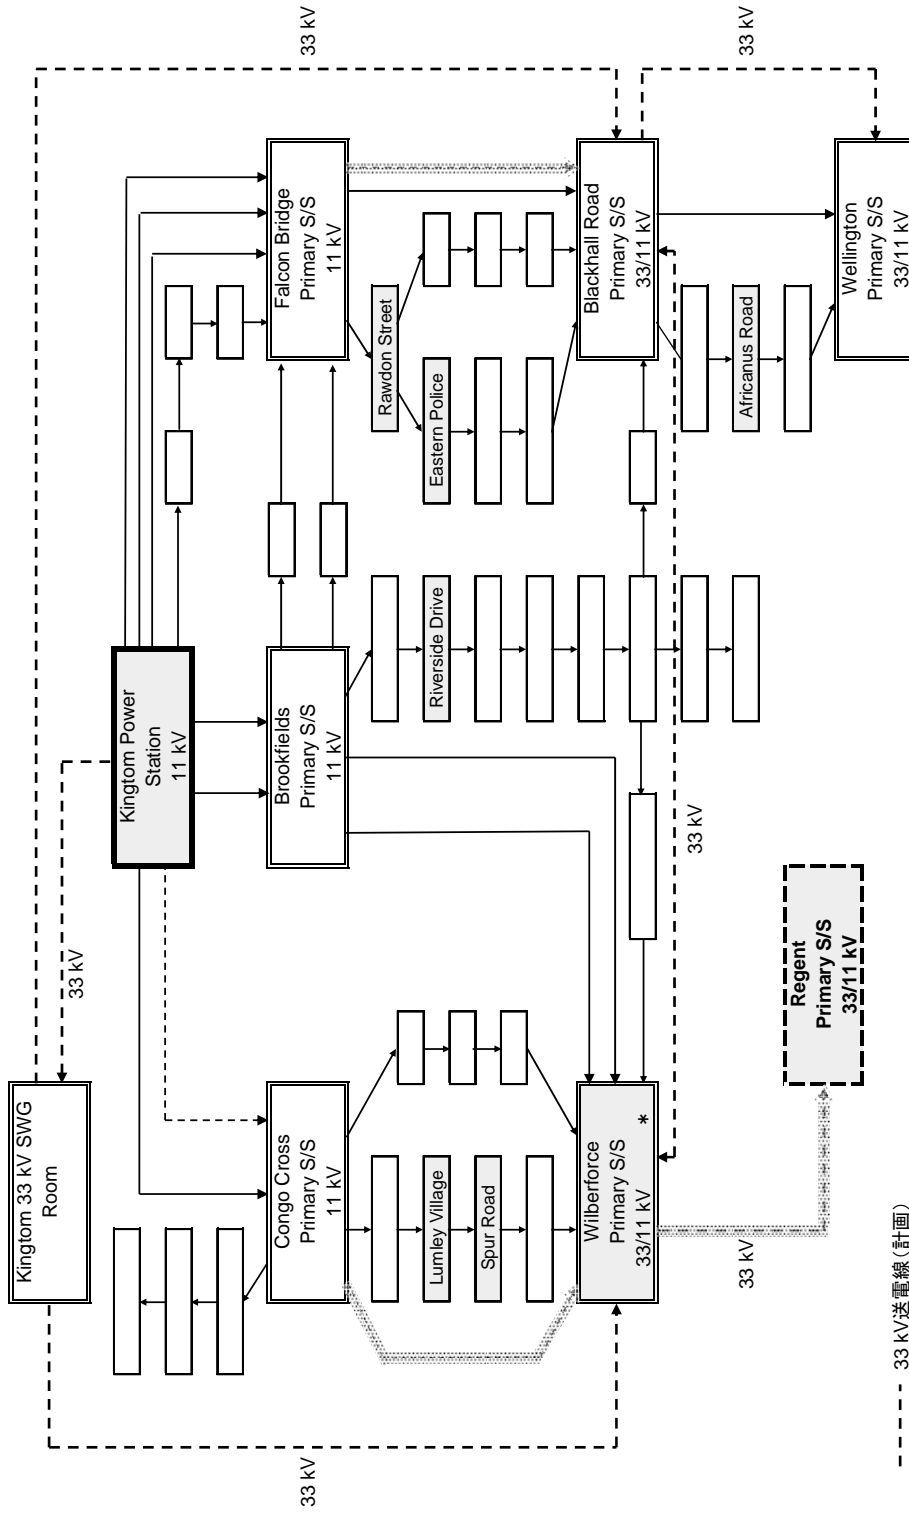 Kingtom 33 kV SWG
Room
33 kV
Kingtom Power
Station
11 kV
33 kV
33 kV
Congo Cross
Primary S/S
11 kV
Brookfields
Primary S/S
11 kV
Falcon Bridge
Primary S/S
11 kV
Rawdon Street
Lumley Village
Riverside Drive
Eastern Police
Spur Road
Wilberforce
Primary S/S
33/11 kV
*
Blackhall Road
Primary S/S
33/11 kV
33 kV
33 kV
33 kV
Africanus Road
Regent
Primary S/S
33/11 kV
Wellington
Primary S/S
33/11 kV
33 kV送電線(計画)